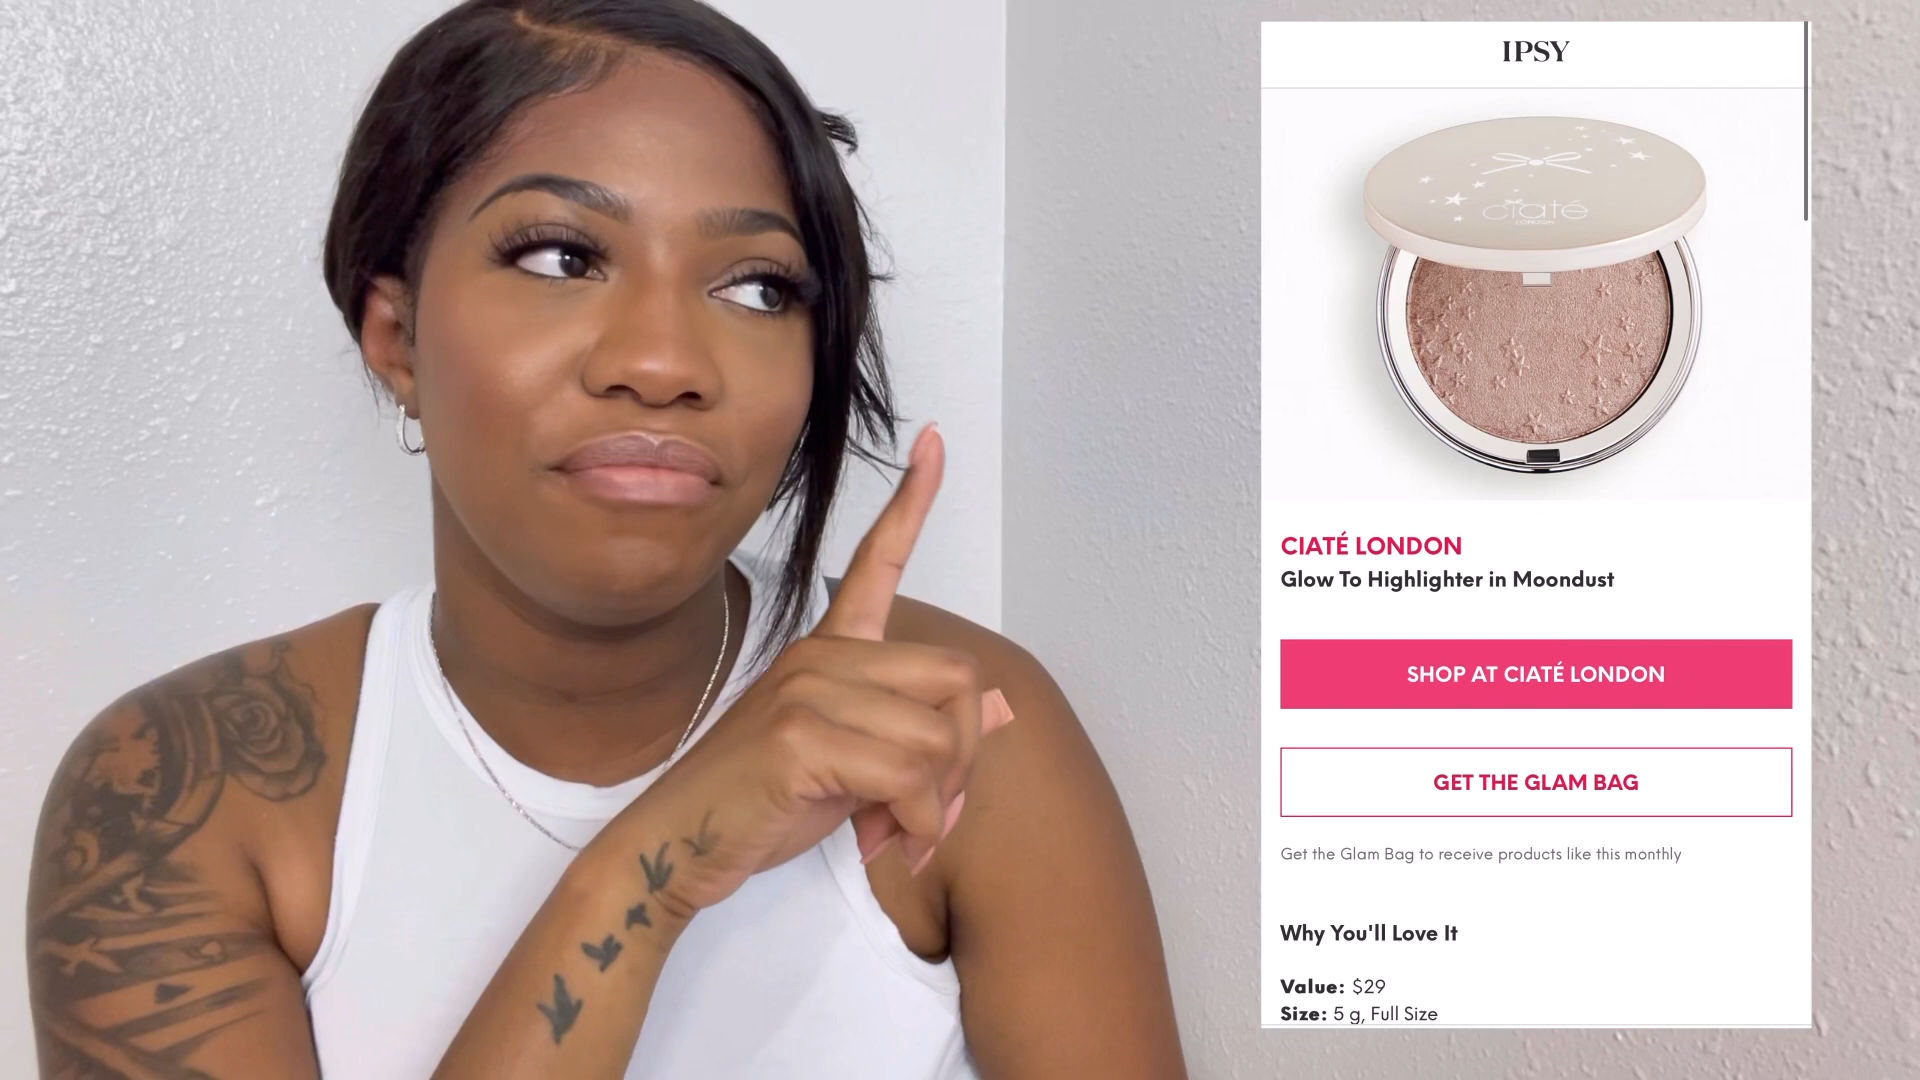 IPSY
ciaté
LONDON
CIATÉ LONDON
Glow To Highlighter in Moondust
SHOP AT CIATÉ LONDON
GET THE GLAM BAG
Get the Glam Bag to receive products like this monthly
Why You'll Love It
Value: $29
Size: 5 g, Full Size